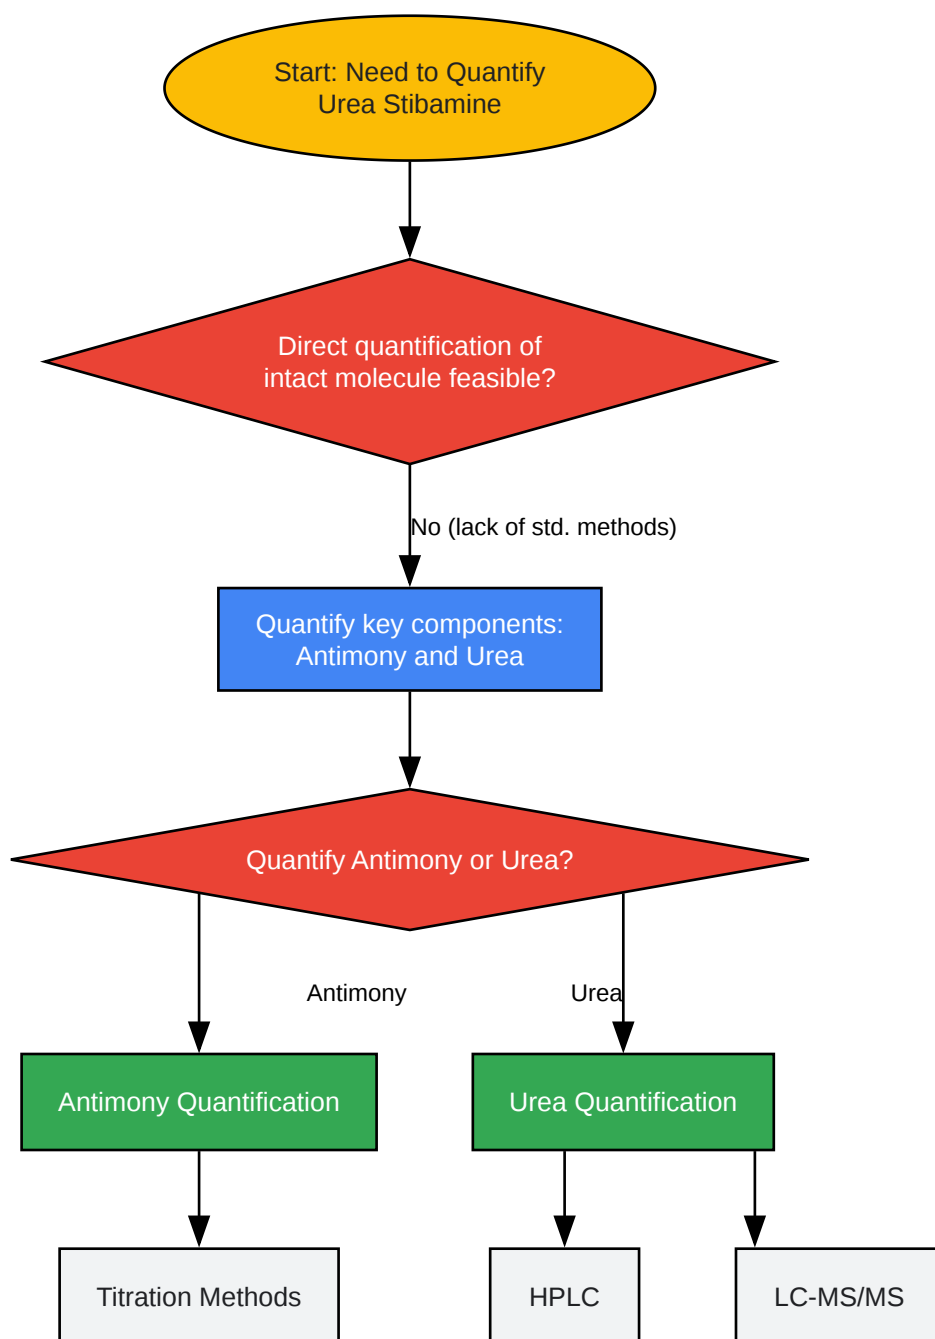 Start: Need to Quantify
Urea Stibamine
Direct quantification of
intact molecule feasible?
No (lack of std. methods)
Quantify key components:
Antimony and Urea
Quantify Antimony or Urea?
Antimony
Urea
Antimony Quantification
Urea Quantification
Titration Methods
HPLC
LC-MS/MS